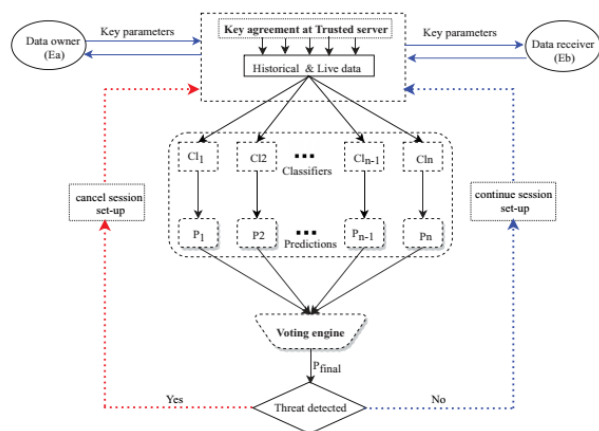 Key agreement at Trusted server
Data owner
(Ea)
Key parameters
Key parameters
Data receiver
(Eb)
Historical & Live data
Cl1
Cl2
Cln-1
Cln
Classifiers
cancel session
set-up
continue session
set-up
P1
P2
Pn-1
Pn
Predictions
Voting engine
Pfinal
Yes
Threat detected
No